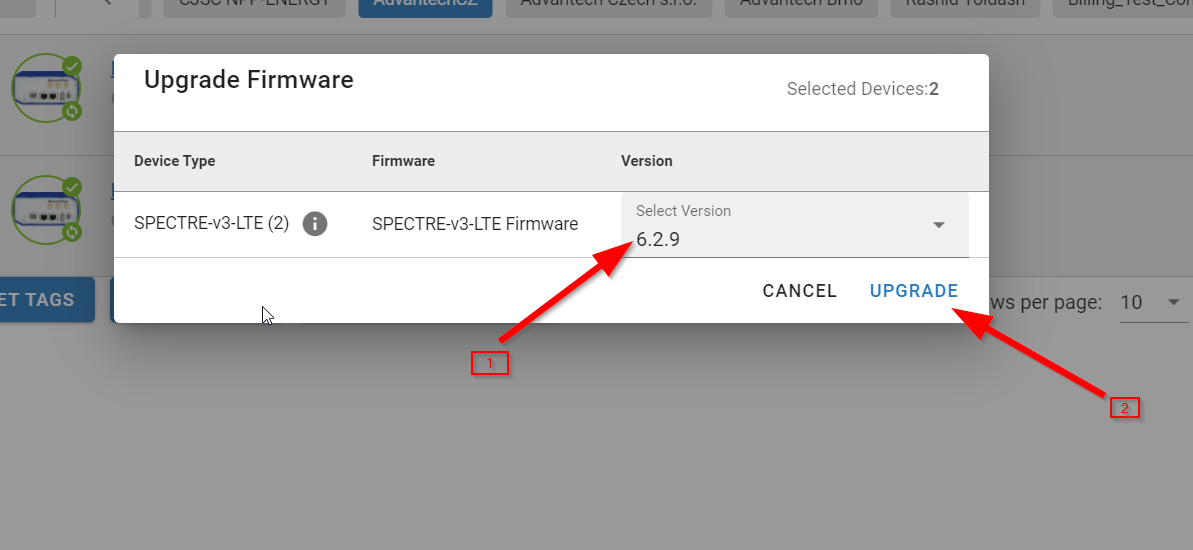 CJSC NPP-ENERGY AdvantechCZ Advantech Czech s.r.o. Advantech Brno Rashid Yoldash Billing_Test_Con
Upgrade Firmware
Selected Devices:2
Device Type Firmware Version
SPECTRE-v3-LTE (2) i SPECTRE-v3-LTE Firmware
Select Version
6.2.9
CANCEL UPGRADE
ET TAGS
ws per page: 10
1
2